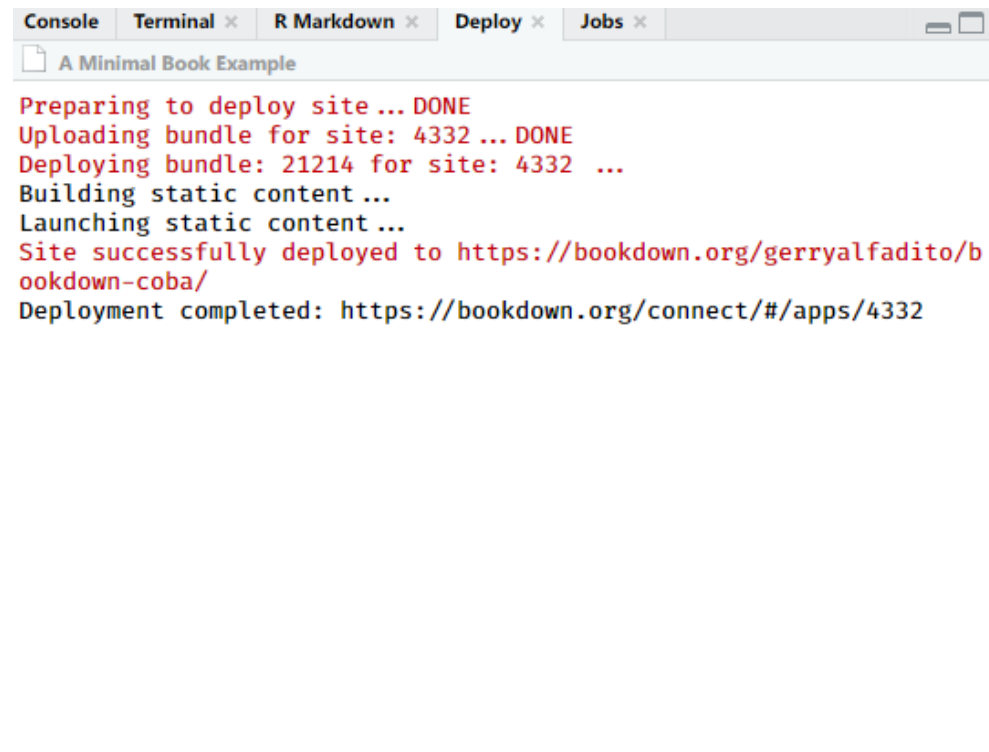 Console Terminal × R Markdown × Deploy × Jobs ×
A Minimal Book Example
Preparing to deploy site ... DONE
Uploading bundle for site: 4332 ... DONE
Deploying bundle: 21214 for site: 4332 ...
Building static content ...
Launching static content ...
Site successfully deployed to https://bookdown.org/gerryalfadito/b
ookdown-coba/
Deployment completed: https://bookdown.org/connect/#/apps/4332